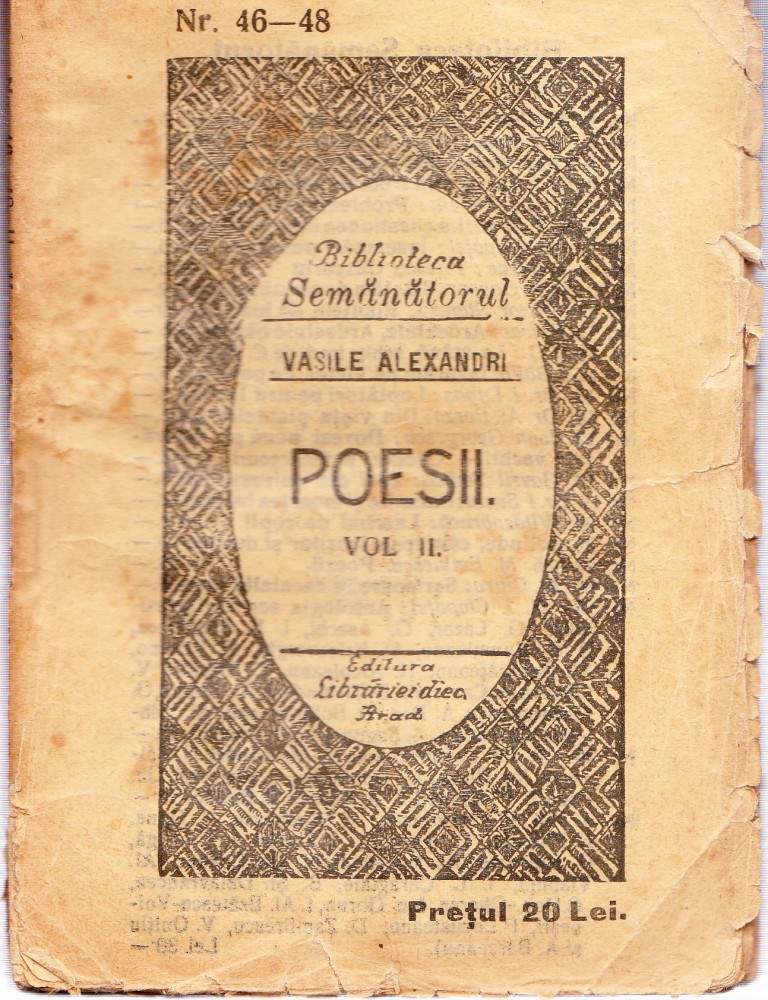 Nr. 46—48
Biblioteca
Semănătorul
VASILE ALEXANDRI
POESII.
VOL II.
Editura
Librăriei diec.
Arad
Prețul 20 Lei.